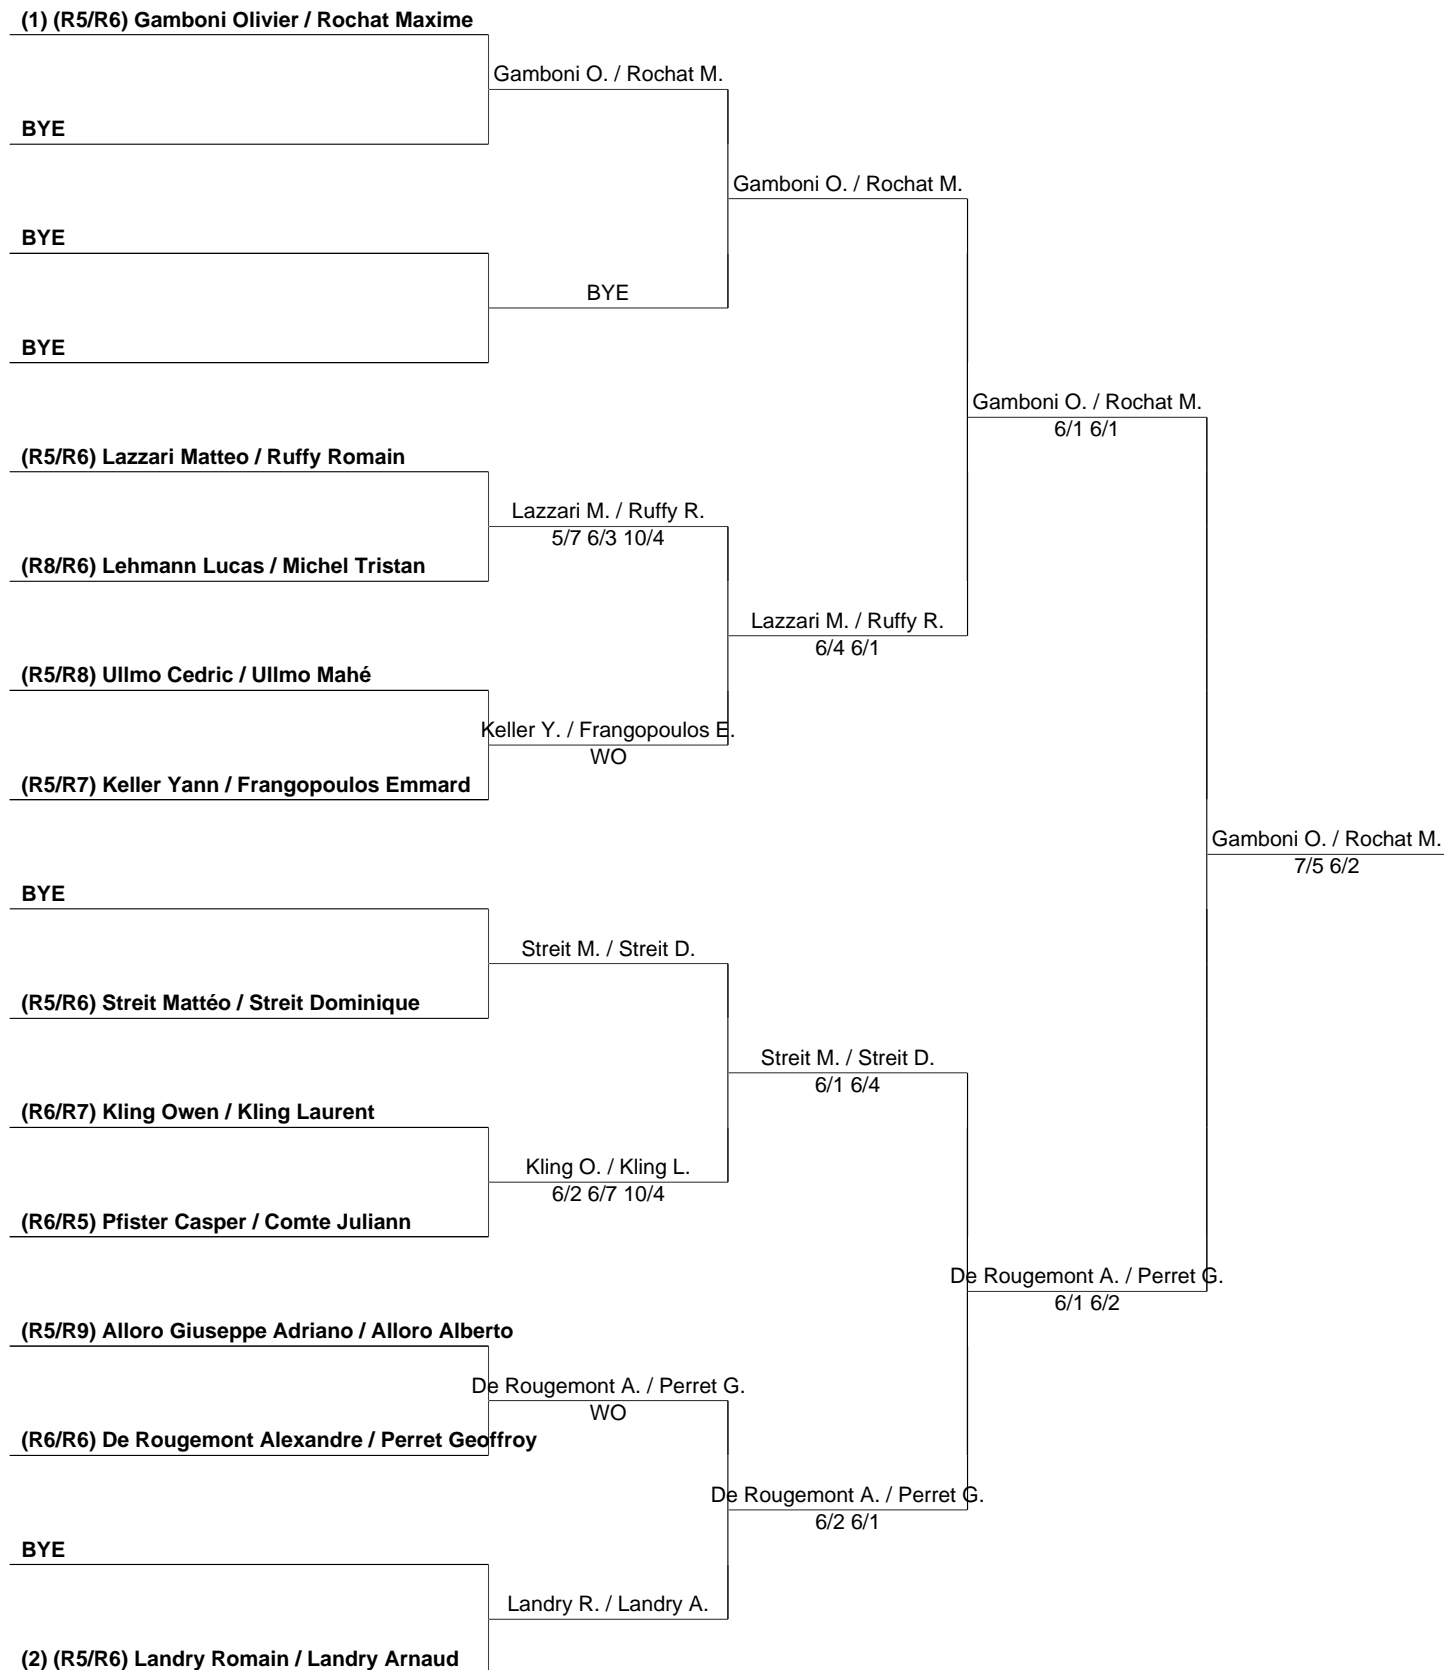 (1) (R5/R6) Gamboni Olivier / Rochat Maxime
Gamboni O. / Rochat M.
BYE
Gamboni O. / Rochat M.
BYE
BYE
BYE
Gamboni O. / Rochat M.
6/1 6/1
(R5/R6) Lazzari Matteo / Ruffy Romain
Lazzari M. / Ruffy R.
5/7 6/3 10/4
(R8/R6) Lehmann Lucas / Michel Tristan
Lazzari M. / Ruffy R.
6/4 6/1
(R5/R8) Ullmo Cedric / Ullmo Mahé
Keller Y. / Frangopoulos E.
WO
(R5/R7) Keller Yann / Frangopoulos Emmard
Gamboni O. / Rochat M.
7/5 6/2
BYE
Streit M. / Streit D.
(R5/R6) Streit Mattéo / Streit Dominique
Streit M. / Streit D.
6/1 6/4
(R6/R7) Kling Owen / Kling Laurent
Kling O. / Kling L.
6/2 6/7 10/4
(R6/R5) Pfister Casper / Comte Juliann
De Rougemont A. / Perret G.
6/1 6/2
(R5/R9) Alloro Giuseppe Adriano / Alloro Alberto
De Rougemont A. / Perret G.
WO
(R6/R6) De Rougemont Alexandre / Perret Geoffroy
De Rougemont A. / Perret G.
6/2 6/1
BYE
Landry R. / Landry A.
(2) (R5/R6) Landry Romain / Landry Arnaud